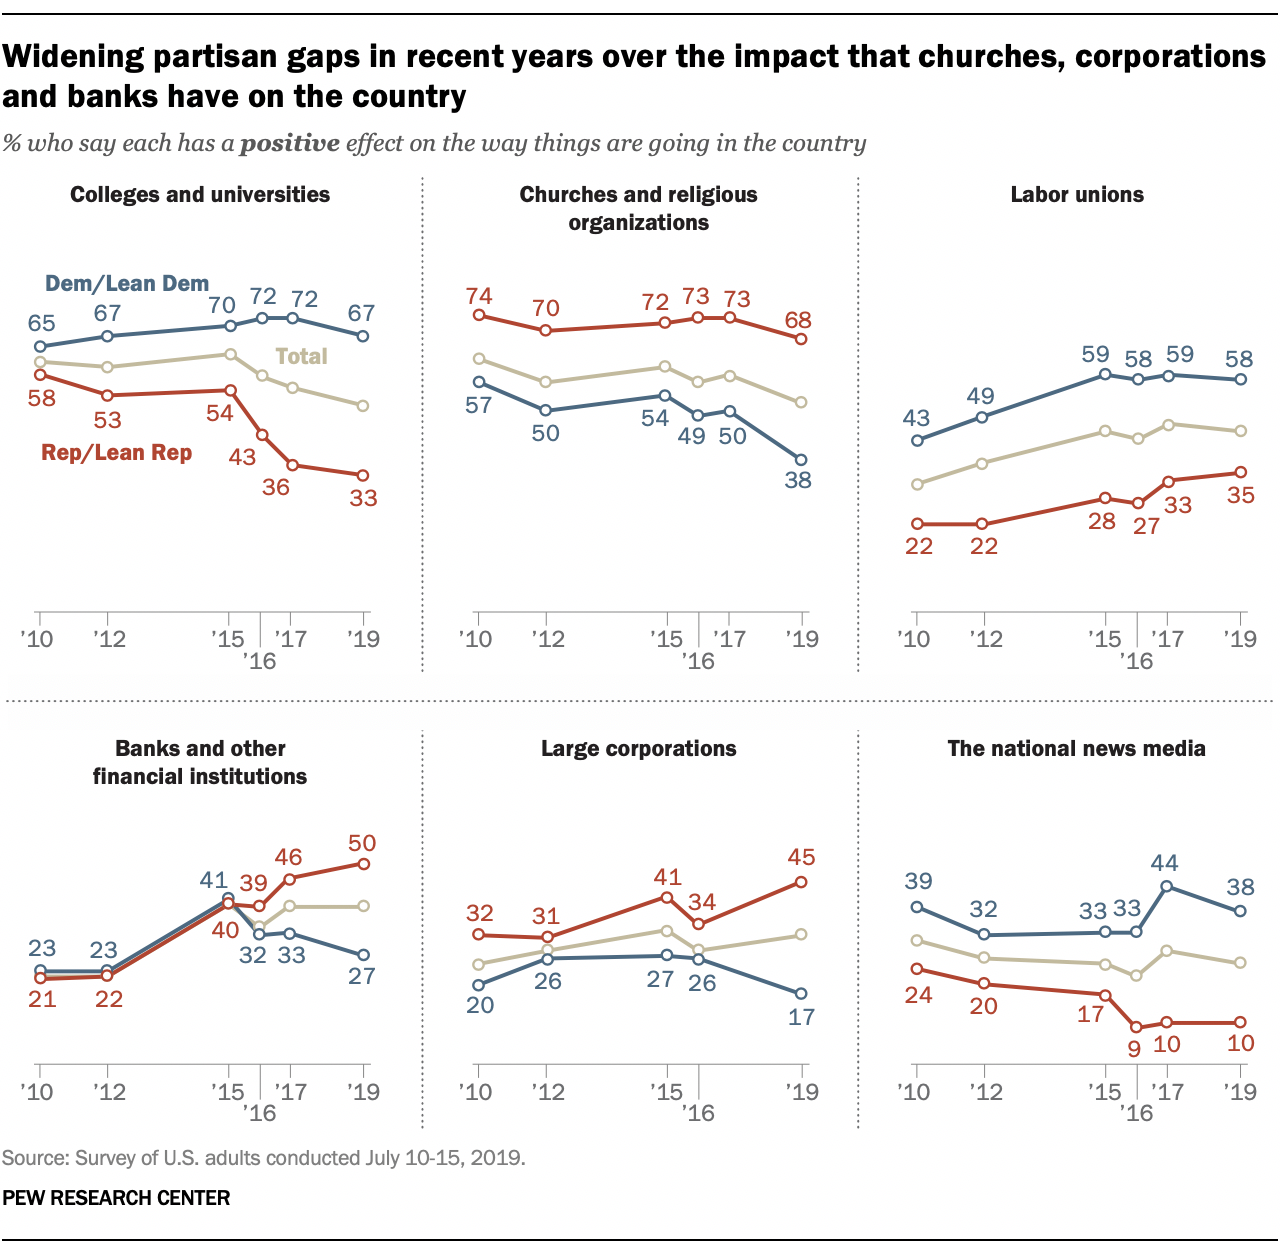 Widening partisan gaps in recent years over the impact that churches, corporations
and banks have on the country
% who say each has a positive effect on the way things are going in the country
Colleges and universities
Dem/Lean Dem
65 67 70 72 72 67
Total
58 53 54 43 36 33
Rep/Lean Rep
’10 ’12 ’15 ’17 ’19
’16
Churches and religious
organizations
74 70 72 73 73 68
57 50 54 49 50 38
’10 ’12 ’15 ’17 ’19
’16
Labor unions
43 49 59 58 59 58
22 22 28 27 33 35
’10 ’12 ’15 ’17 ’19
’16
Banks and other
financial institutions
23 23 41 39 46 50
21 22 40 32 33 27
’10 ’12 ’15 ’17 ’19
’16
Large corporations
32 31 41 34 45
20 26 27 26 17
’10 ’12 ’15 ’19
’16
The national news media
39 32 33 33 44 38
24 20 17 9 10 10
’10 ’12 ’15 ’17 ’19
’16
Source: Survey of U.S. adults conducted July 10-15, 2019.
PEW RESEARCH CENTER